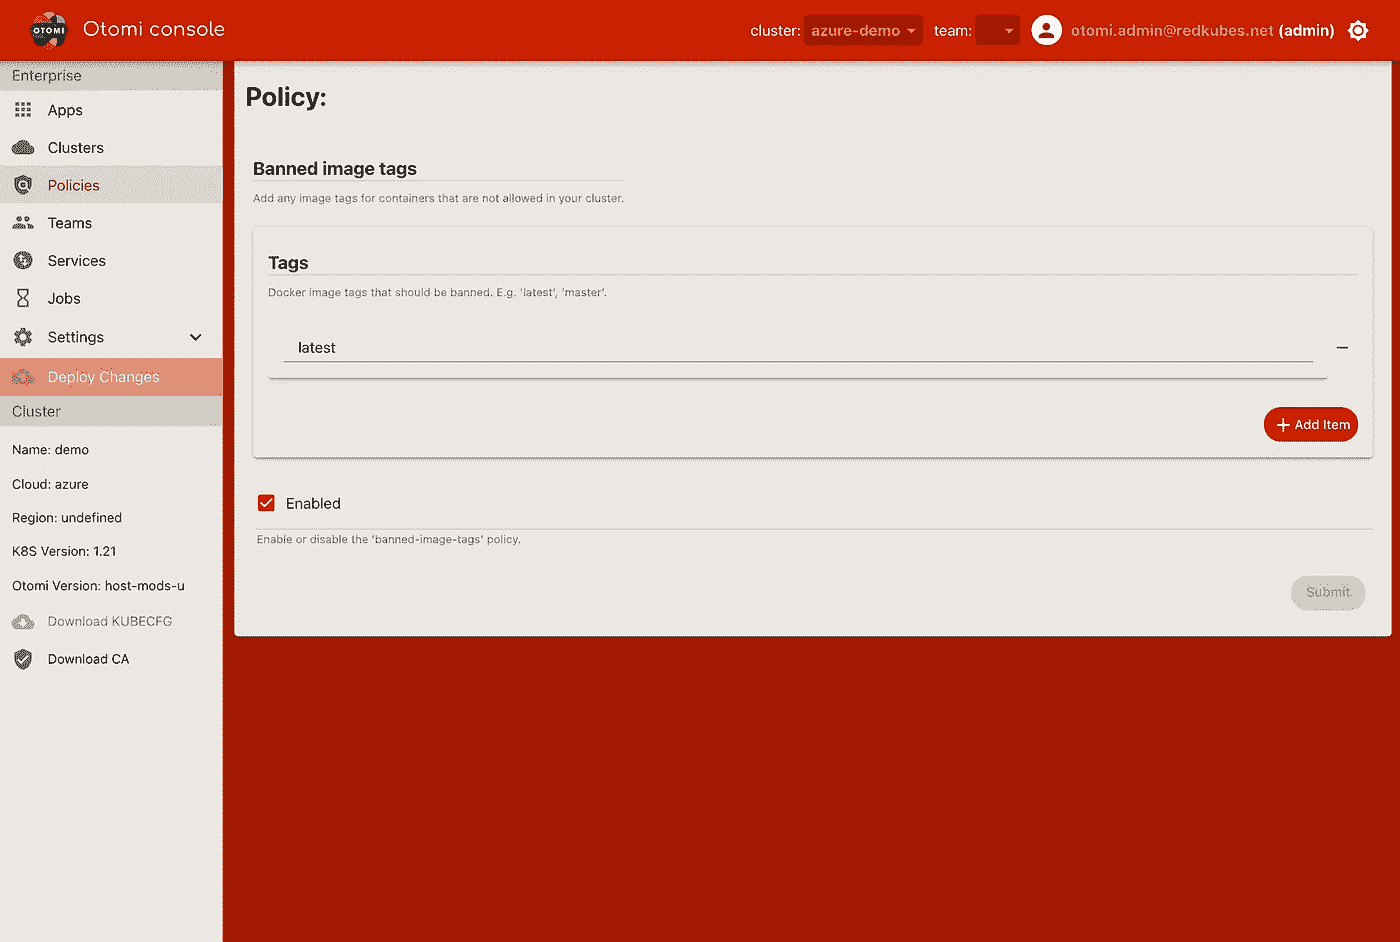 OTOMI Otomi console
cluster: azure-demo team: otomi.admin@redkubes.net (admin)
Enterprise
Apps
Clusters
Policies
Teams
Services
Jobs
Settings
Deploy Changes
Cluster
Name: demo
Cloud: azure
Region: undefined
K8S Version: 1.21
Otomi Version: host-mods-u
Download KUBECFG
Download CA
Policy:
Banned image tags
Add any image tags for containers that are not allowed in your cluster.
Tags
Docker image tags that should be banned. E.g. 'latest', 'master'.
latest
Add Item
Enabled
Enable or disable the 'banned-image-tags' policy.
Submit